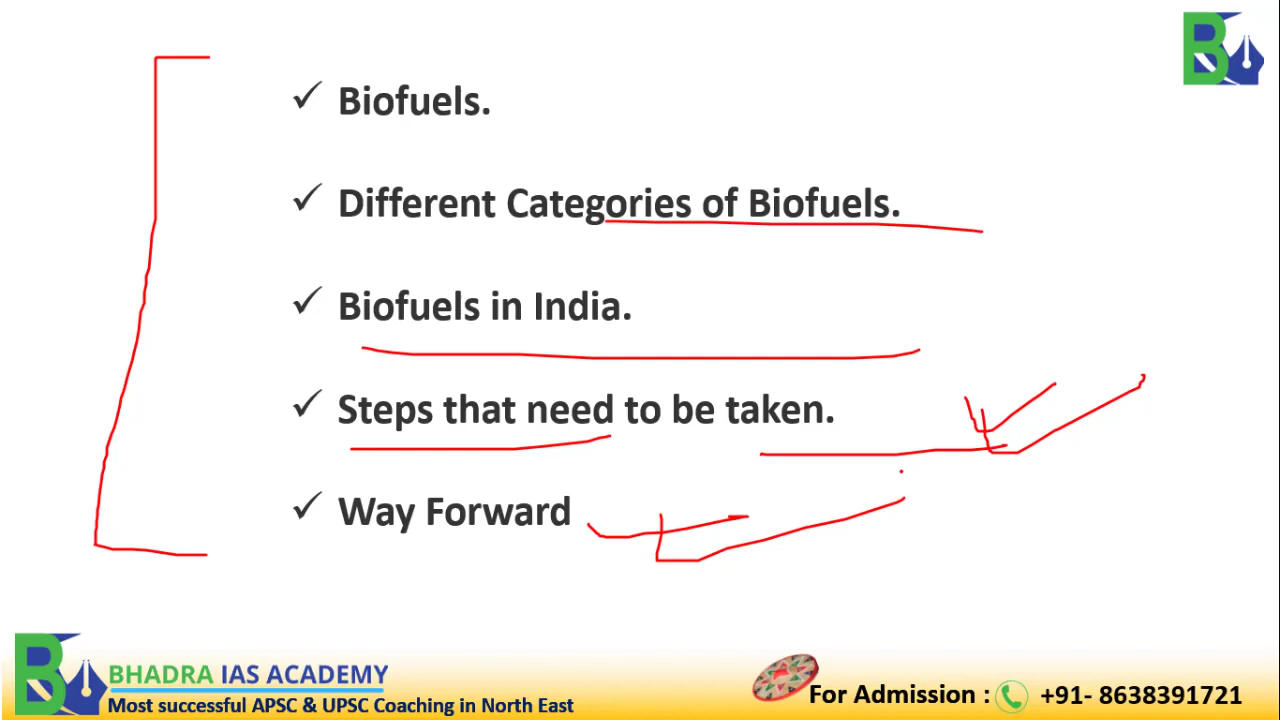 Biofuels.
Different Categories of Biofuels.
Biofuels in India.
Steps that need to be taken.
Way Forward
BHADRA IAS ACADEMY
Most successful APSC & UPSC Coaching in North East
For Admission : +91- 8638391721